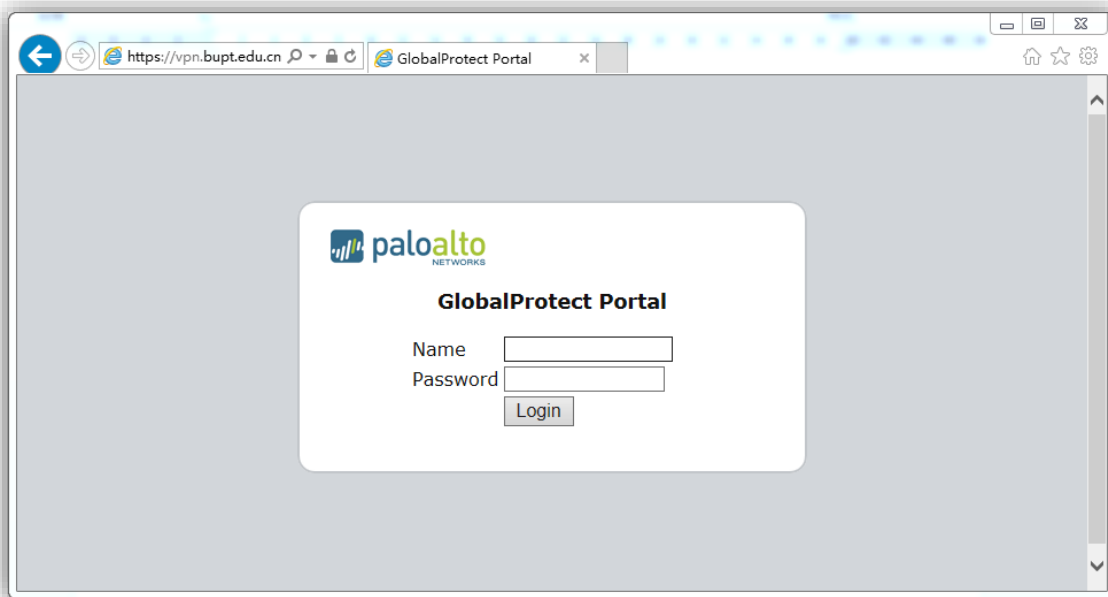 https://vpn.bupt.edu.cn
GlobalProtect Portal
paloalto
NETWORKS
GlobalProtect Portal
Name
Password
Login